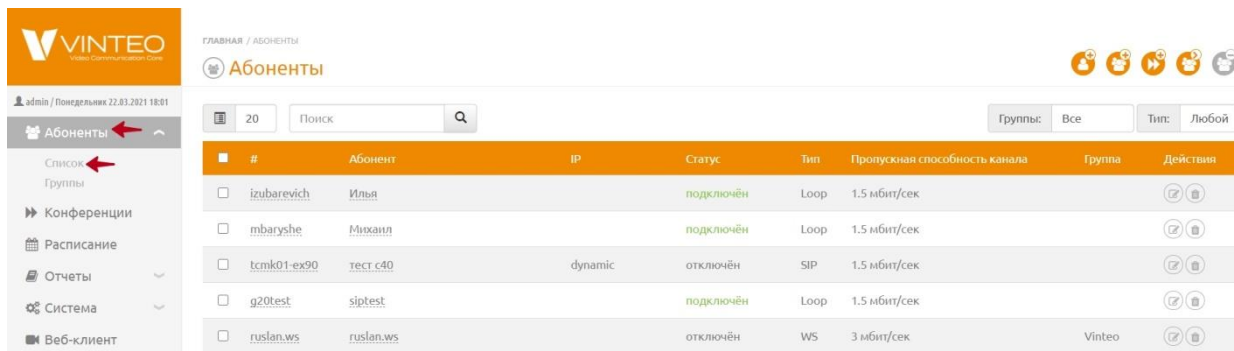 VINTEO
Video Communication Core
admin / Понедельник 22.03.2021 18:01
Абоненты
Список
Группы
Конференции
Расписание
Отчеты
Система
Веб-клиент
ГЛАВНАЯ / АБОНЕНТЫ
Абоненты
20 Поиск Группы: Все Тип: Любой
# Абонент IP Статус Тип Пропускная способность канала Группа Действия
izubarevich Илья подключён Loop 1.5 мбит/сек
mbaryshe Михаил подключён Loop 1.5 мбит/сек
tcmk01-ex90 тест c40 dynamic отключён SIP 1.5 мбит/сек
g20test siptest подключён Loop 1.5 мбит/сек
ruslan.ws ruslan.ws отключён WS 3 мбит/сек Vinteo